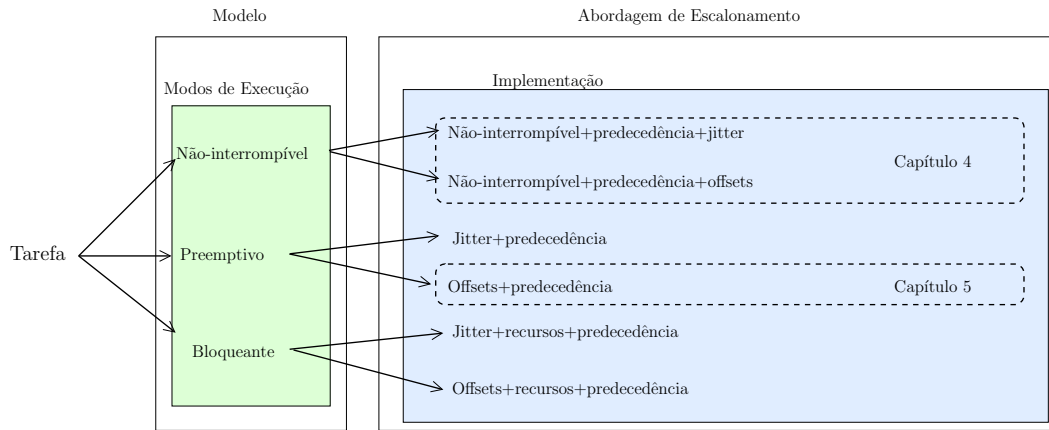 Modelo
Abordagem de Escalonamento
Implementação
Modos de Execução
Não-interrompível+predecedência+jitter
Não-interrompível
Capítulo 4
Não-interrompível+predecedência+offsets
Jitter+predecedência
Tarefa
Preemptivo
Offsets+predecedência
Capítulo 5
Jitter+recursos+predecedência
Bloqueante
Offsets+recursos+predecedência